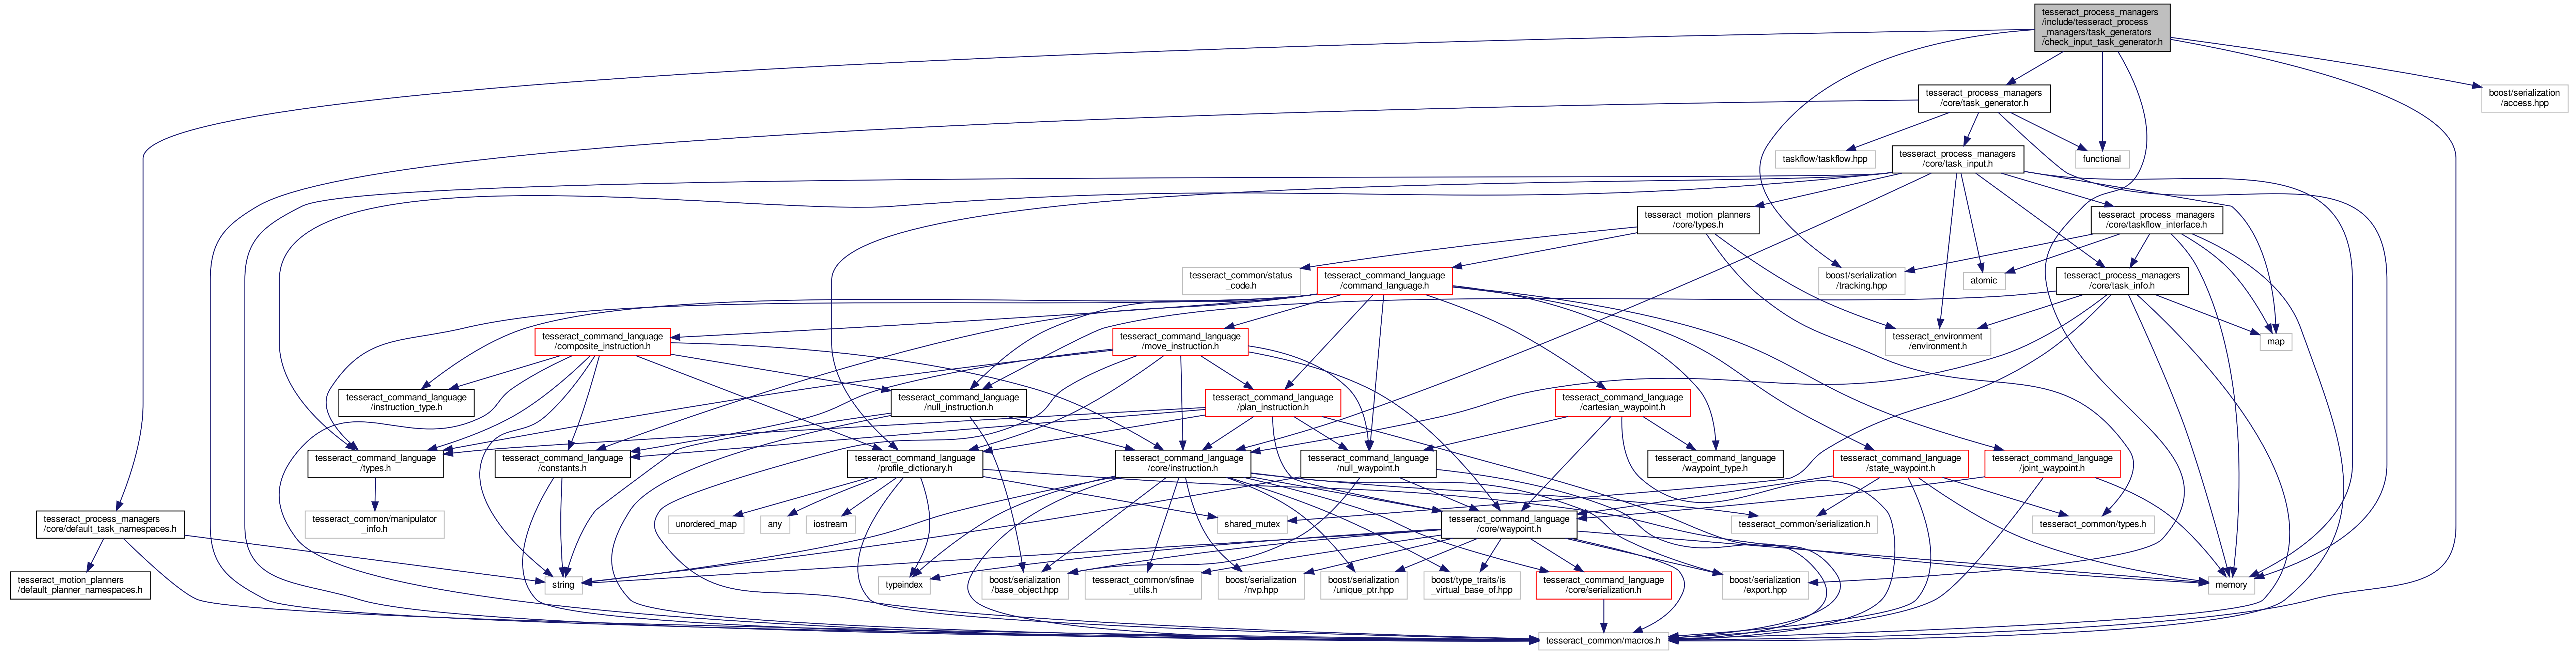 tesseract_process_managers
/include/tesseract_process
_managers/task_generators
/check_input_task_generator.h
tesseract_process_managers
/core/task_generator.h
boost/serialization
/access.hpp
taskflow/taskflow.hpp
tesseract_process_managers
/core/task_input.h
functional
tesseract_motion_planners
/core/types.h
tesseract_process_managers
/core/taskflow_interface.h
tesseract_common/status
_code.h
tesseract_command_language
/command_language.h
boost/serialization
/tracking.hpp
atomic
tesseract_process_managers
/core/task_info.h
tesseract_command_language
/composite_instruction.h
tesseract_command_language
/move_instruction.h
tesseract_environment
/environment.h
map
tesseract_command_language
/instruction_type.h
tesseract_command_language
/null_instruction.h
tesseract_command_language
/plan_instruction.h
tesseract_command_language
/cartesian_waypoint.h
tesseract_command_language
/types.h
tesseract_command_language
/constants.h
tesseract_command_language
/profile_dictionary.h
tesseract_command_language
/core/instruction.h
tesseract_command_language
/null_waypoint.h
tesseract_command_language
/waypoint_type.h
tesseract_command_language
/state_waypoint.h
tesseract_command_language
/joint_waypoint.h
tesseract_process_managers
/core/default_task_namespaces.h
tesseract_common/manipulator
_info.h
unordered_map
any
iostream
shared_mutex
tesseract_command_language
/core/waypoint.h
tesseract_common/serialization.h
tesseract_common/types.h
tesseract_motion_planners
/default_planner_namespaces.h
string
typeindex
boost/serialization
/base_object.hpp
tesseract_common/sfinae
_utils.h
boost/serialization
/nvp.hpp
boost/serialization
/unique_ptr.hpp
boost/type_traits/is
_virtual_base_of.hpp
tesseract_command_language
/core/serialization.h
boost/serialization
/export.hpp
memory
tesseract_common/macros.h